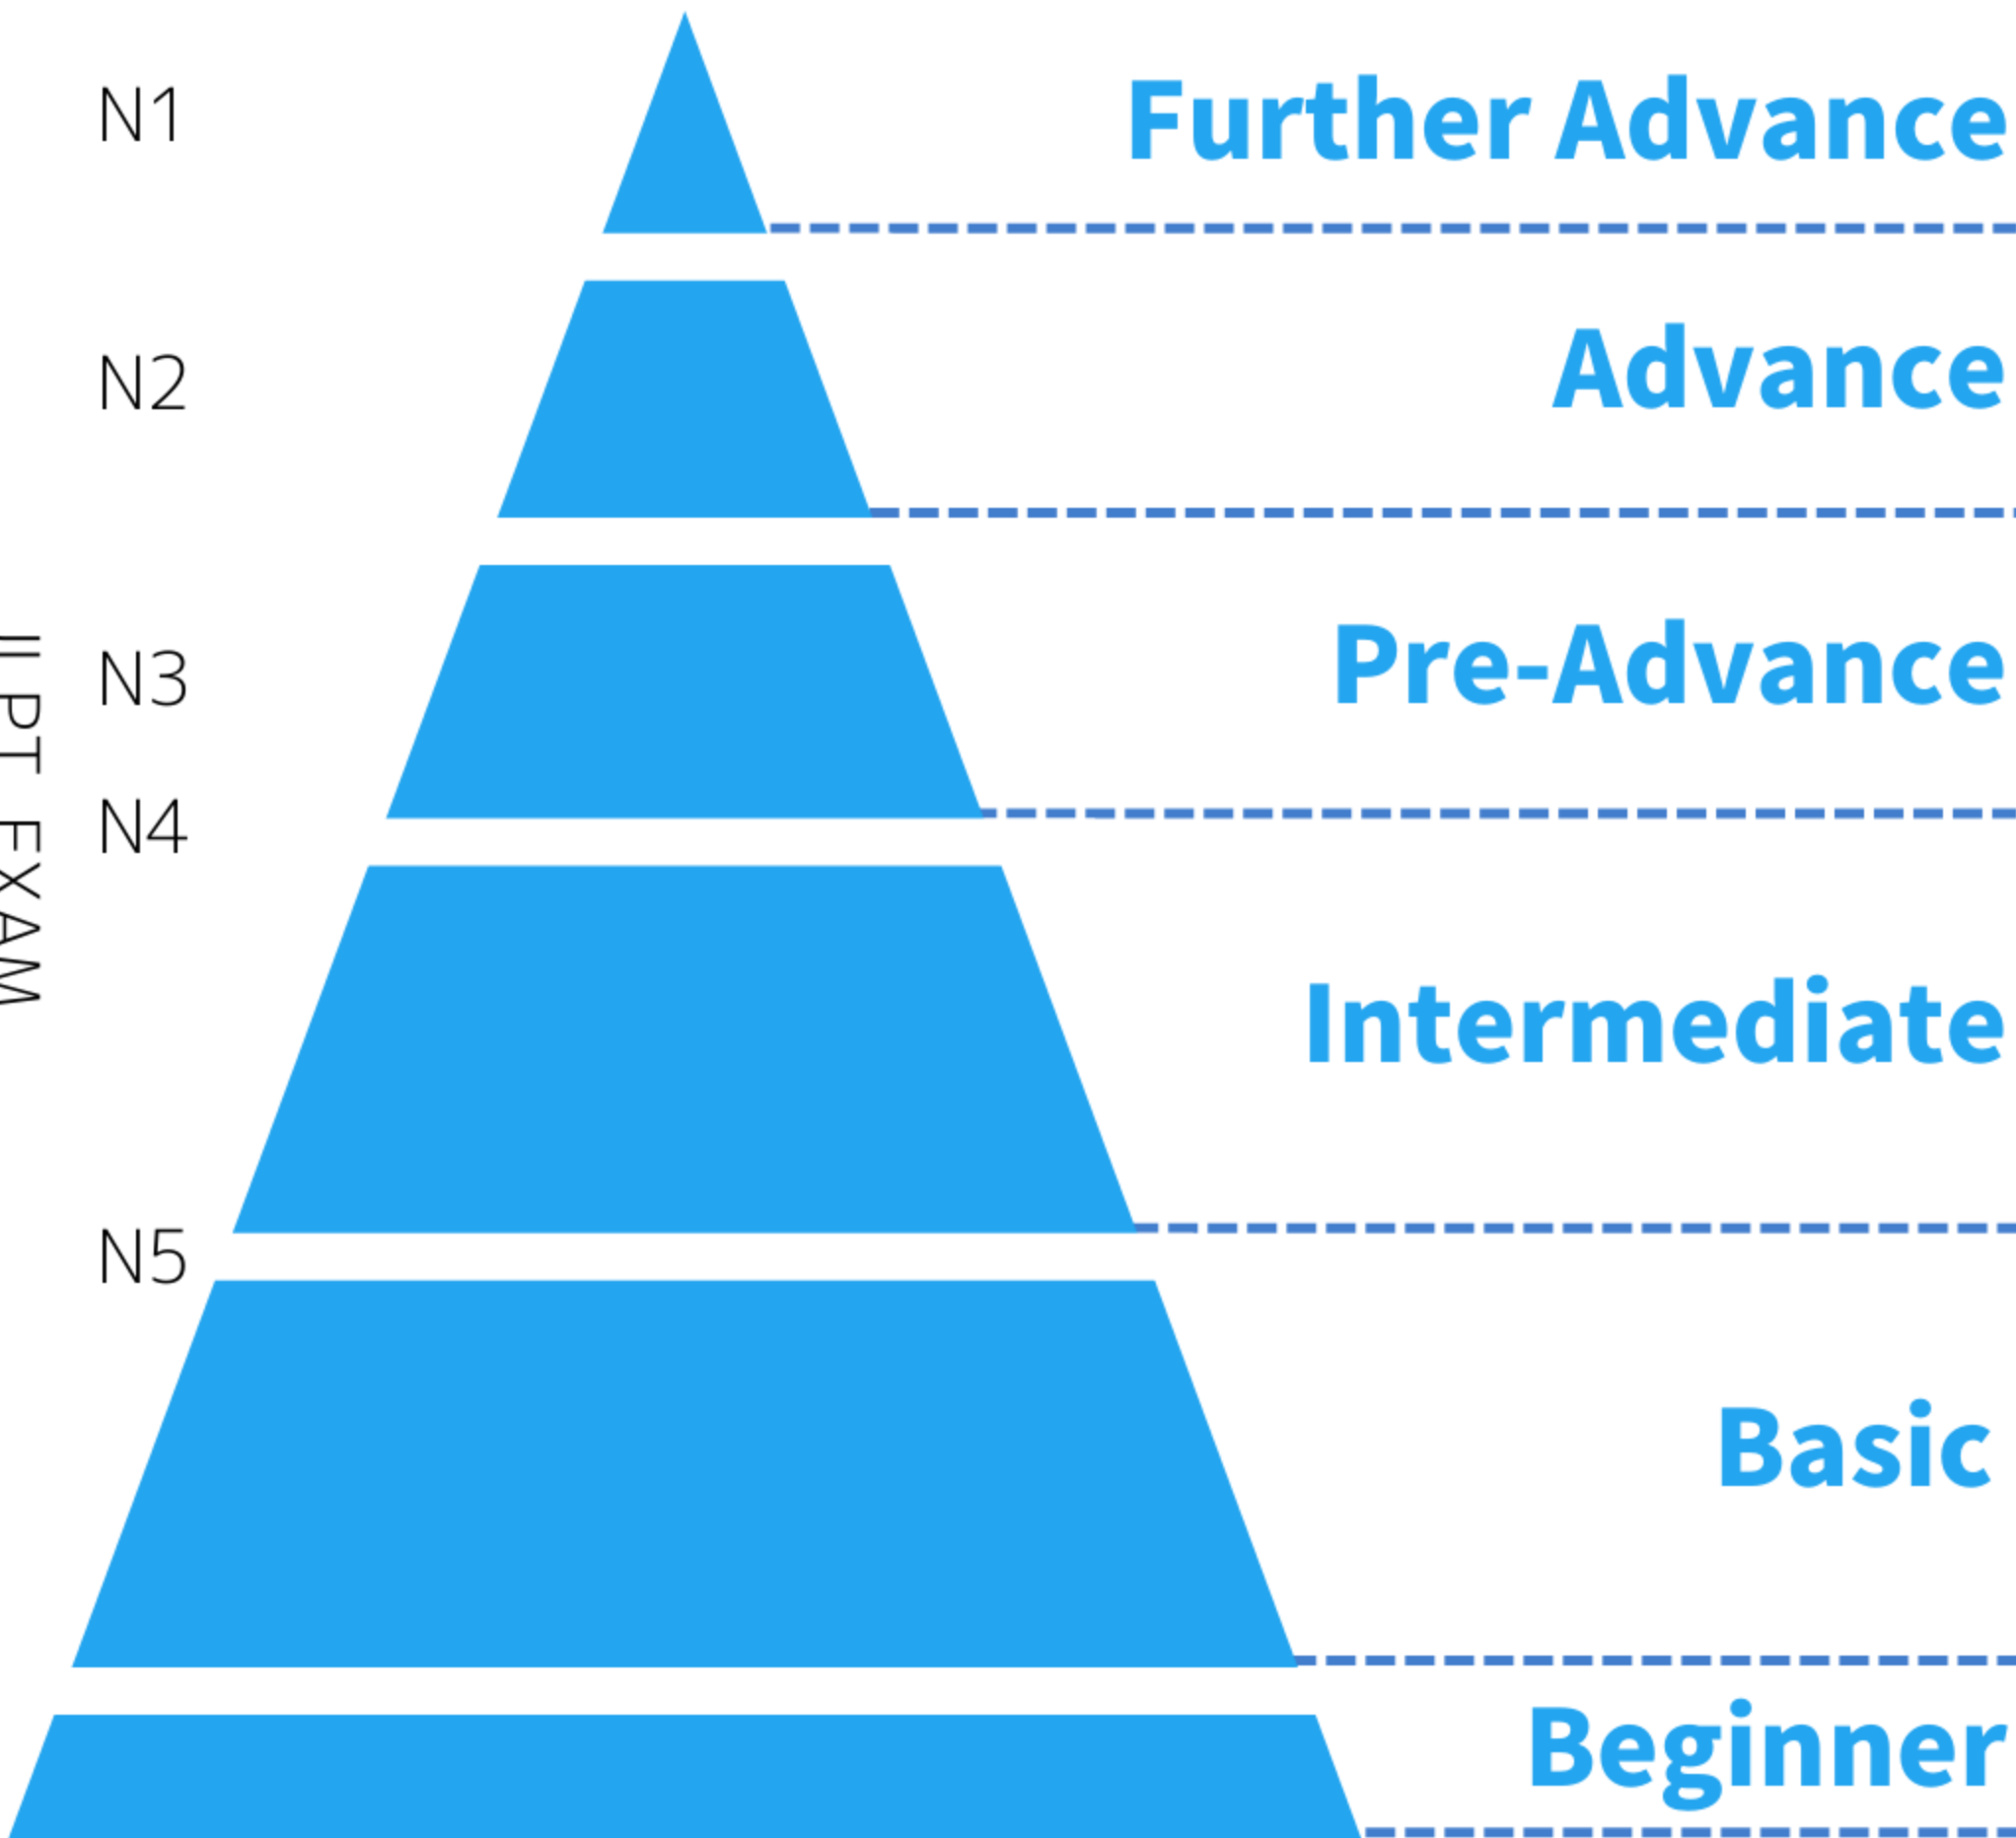 N1
Further Advance
N2
Advance
N3
Pre-Advance
JLPT EXAM
N4
Intermediate
N5
Basic
Beginner